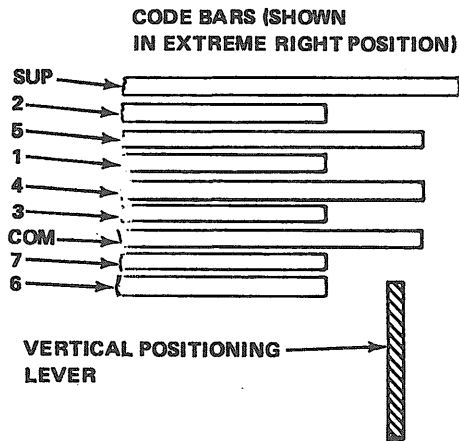 CODE BARS (SHOWN
IN EXTREME RIGHT POSITION)
SUP
2
5
1
4
3
COM
7
6
VERTICAL POSITIONING
LEVER